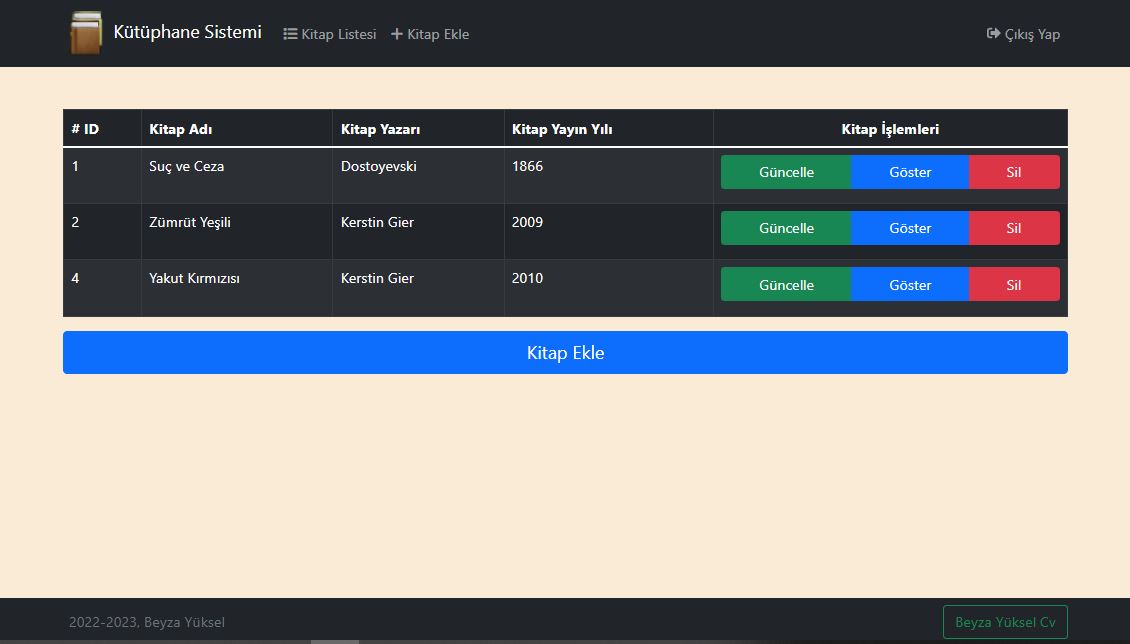 Kütüphane Sistemi Kitap Listesi Kitap Ekle Çıkış Yap
# ID Kitap Adı Kitap Yazarı Kitap Yayın Yılı Kitap İşlemleri
1 Suç ve Ceza Dostoyevski 1866 Güncelle Göster Sil
2 Zümrüt Yeşili Kerstin Gier 2009 Güncelle Göster Sil
4 Yakut Kırmızısı Kerstin Gier 2010 Güncelle Göster Sil
Kitap Ekle
2022-2023, Beyza Yüksel Beyza Yüksel Cv